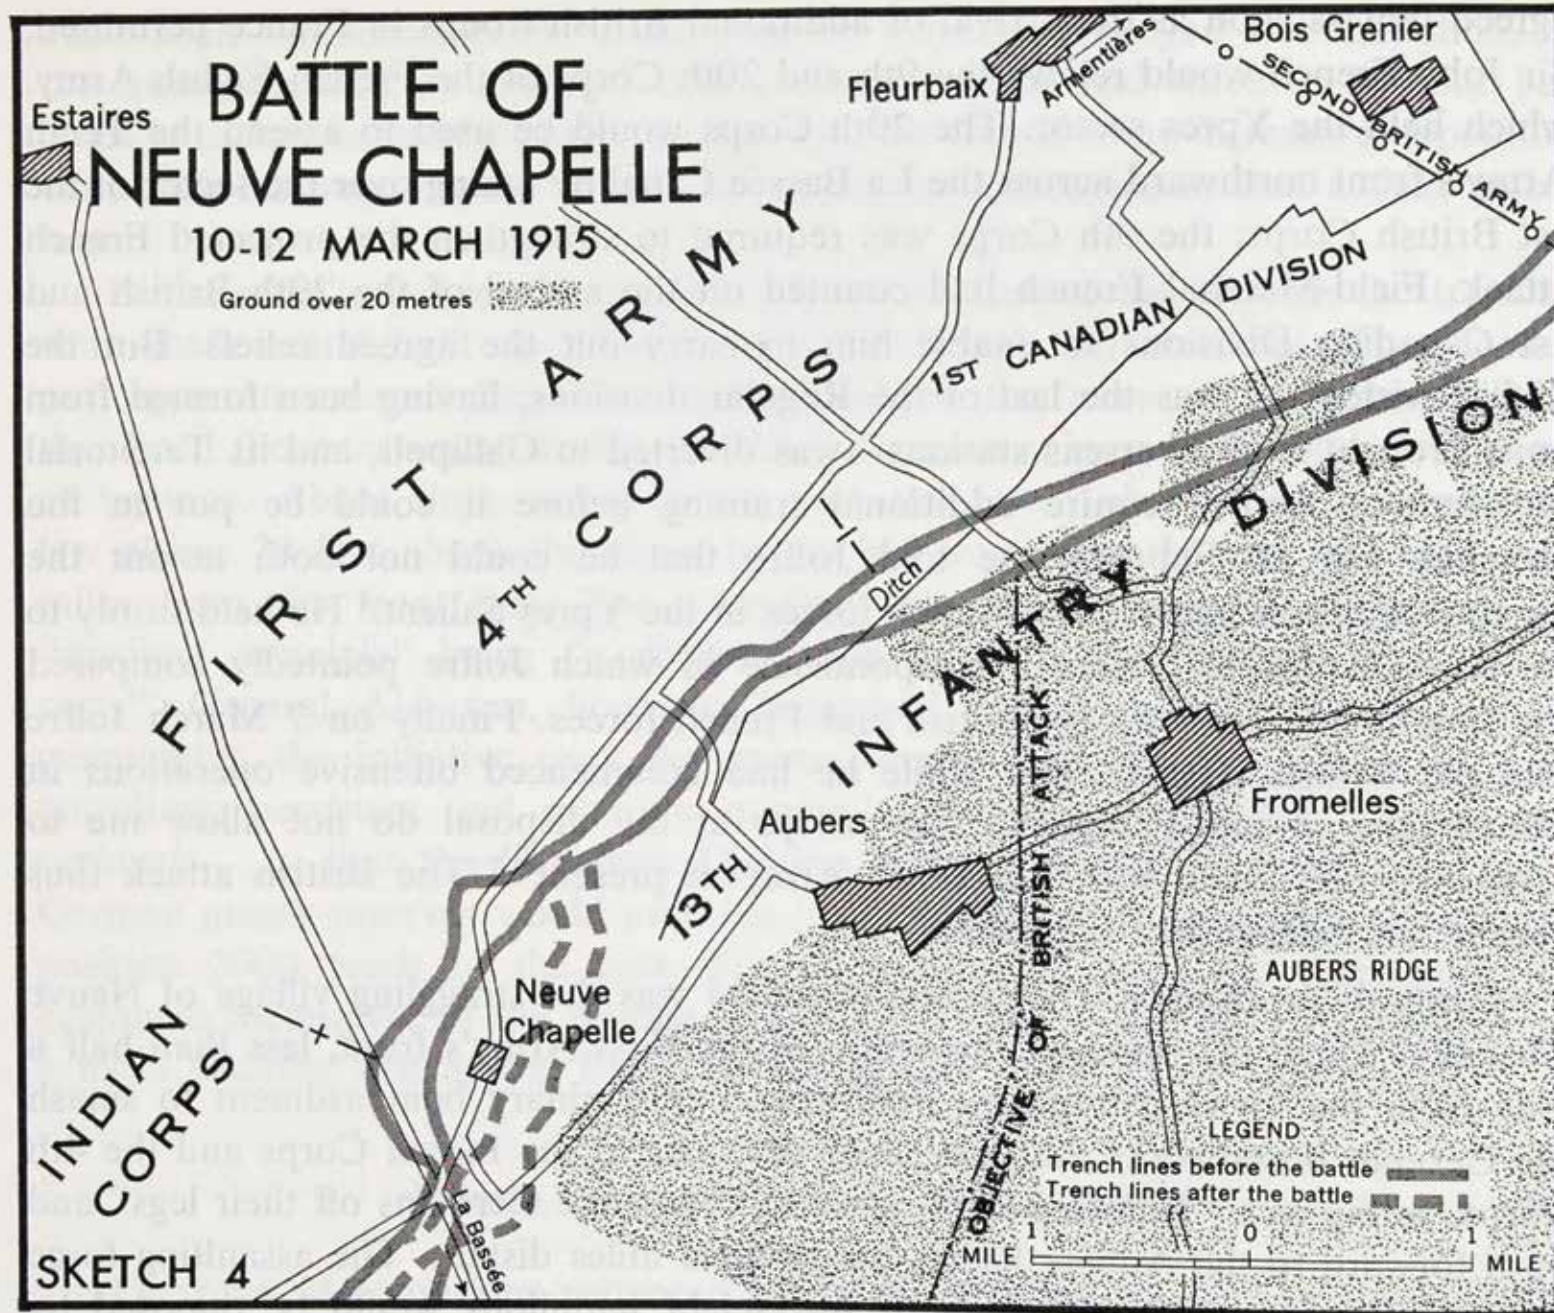 BATTLE OF
NEUVE CHAPELLE
10-12 MARCH 1915
Ground over 20 metres
Estaires
Fleurbaix
Armentières
Bois Grenier
SECOND BRITISH ARMY
FIRST ARMY
4TH CORPS
1ST CANADIAN DIVISION
Ditch
13TH INFANTRY DIVISION
Aubers
Fromelles
AUBERS RIDGE
OBJECTIVE OF BRITISH ATTACK
Neuve
Chapelle
INDIAN
CORPS
La Bassée
LEGEND
Trench lines before the battle
Trench lines after the battle
1 0 1
MILE MILE
SKETCH 4